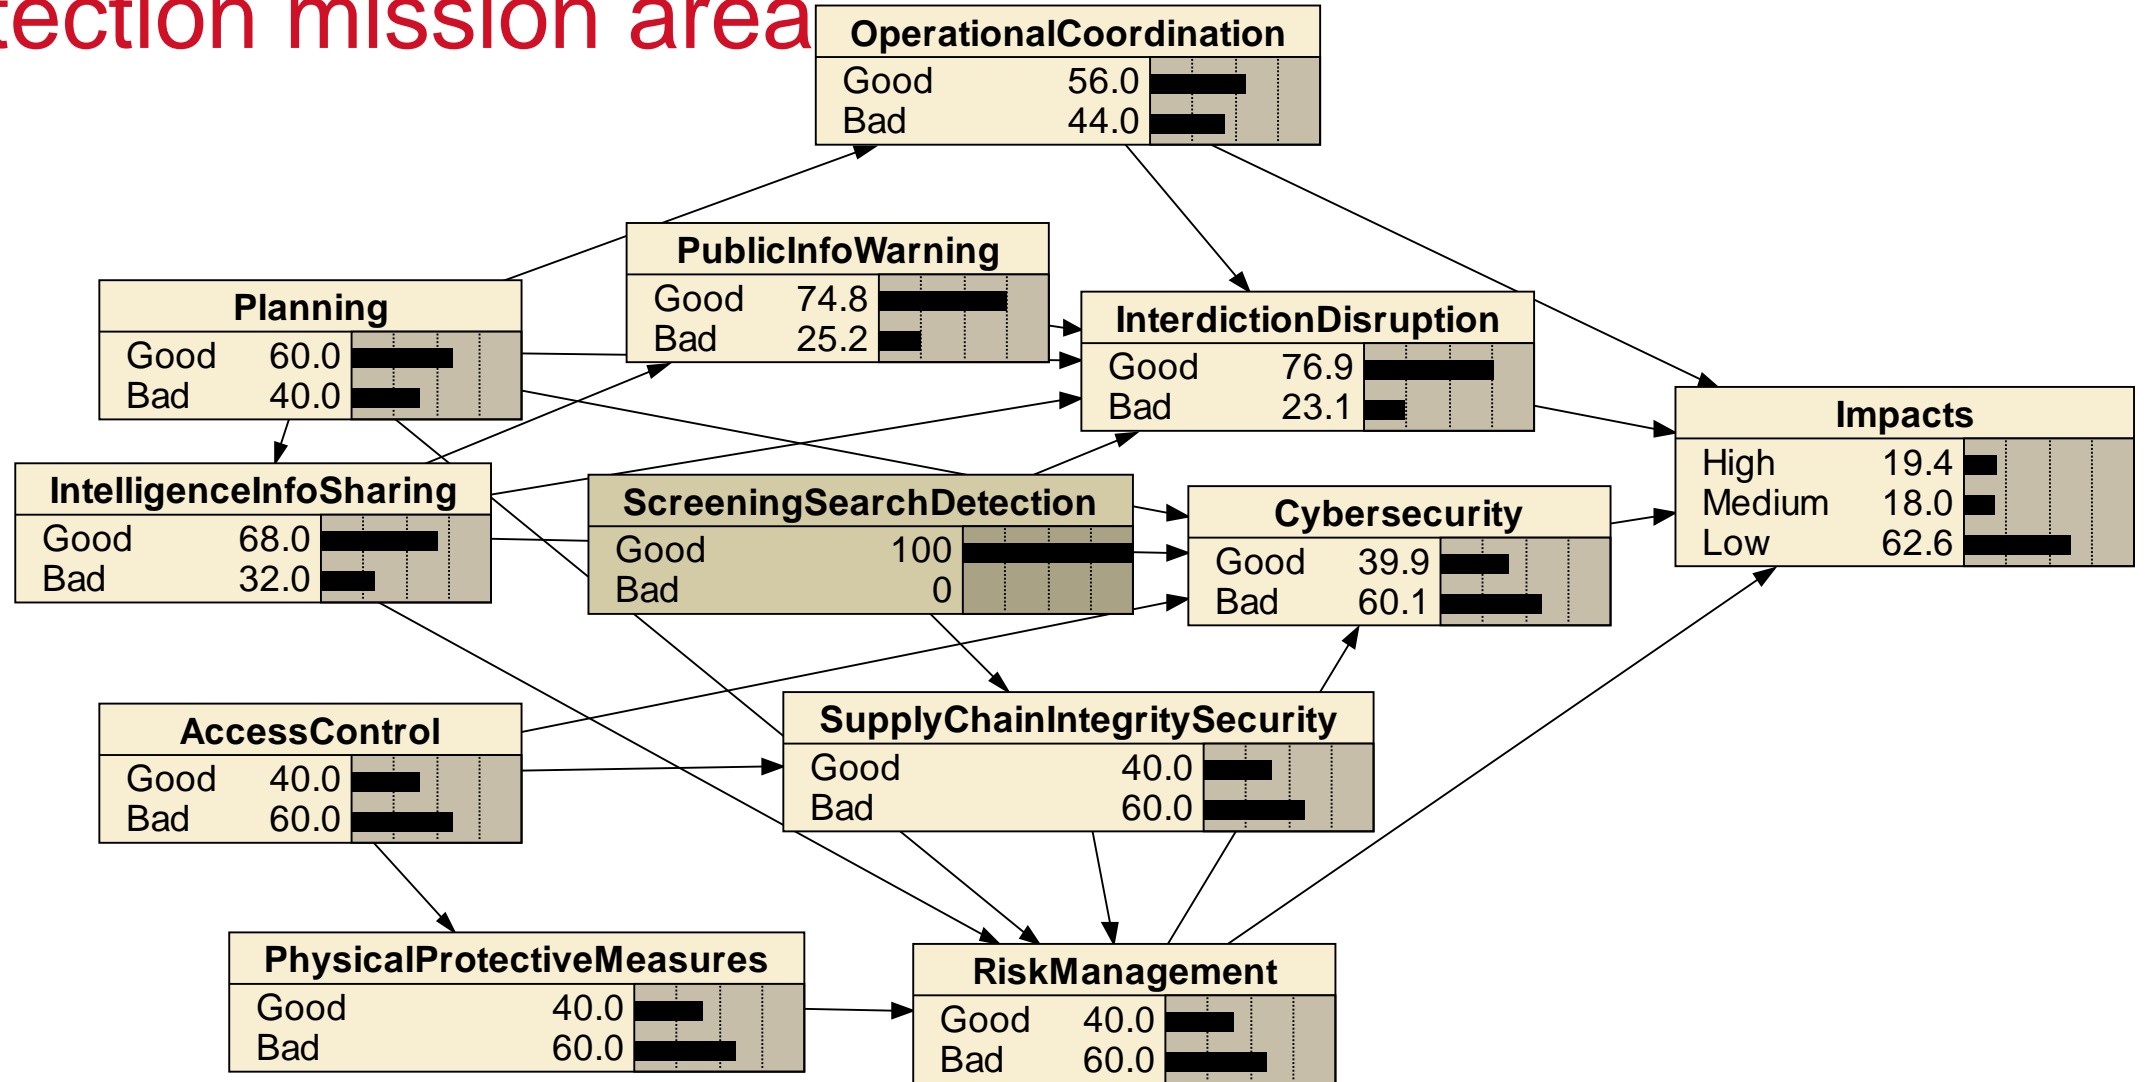 tection mission area
OperationalCoordination
Good 56.0
Bad 44.0
PublicInfoWarning
Good 74.8
Bad 25.2
Planning
Good 60.0
Bad 40.0
InterdictionDisruption
Good 76.9
Bad 23.1
Impacts
High 19.4
Medium 18.0
Low 62.6
IntelligenceInfoSharing
Good 68.0
Bad 32.0
ScreeningSearchDetection
Good 100
Bad 0
Cybersecurity
Good 39.9
Bad 60.1
AccessControl
Good 40.0
Bad 60.0
SupplyChainIntegritySecurity
Good 40.0
Bad 60.0
PhysicalProtectiveMeasures
Good 40.0
Bad 60.0
RiskManagement
Good 40.0
Bad 60.0